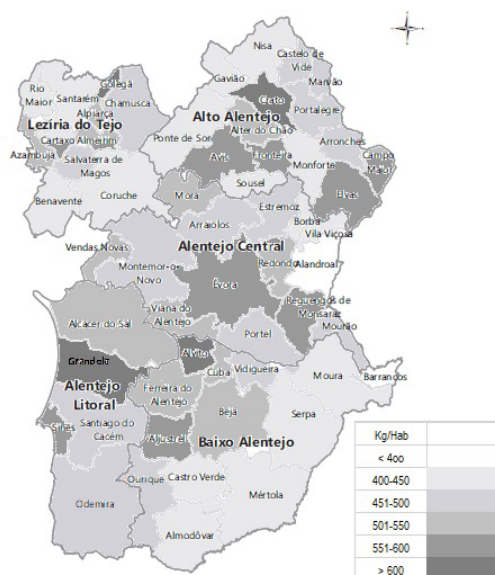 Nisa
Castelo de
Vide
Gavião
Marvão
Rio
Maior
Golegã
Santarém
Chamusca
Alpiarça
Crato
Portalegre
Alto Alentejo
Lezíria do Tejo
Ponte de Sor
Alter do Chão
Cartaxo
Almeirim
Arronches
Azambuja
Salvaterra de
Magos
Avis
Fronteira
Monforte
Campo
Maior
Benavente
Coruche
Sousel
Elvas
Mora
Estremoz
Arraiolos
Borba
Vila Viçosa
Vendas Novas
Alentejo Central
Montemor-o-
Novo
Redondo
Alandroal
Évora
Reguengos de
Monsaraz
Viana do
Alentejo
Alcácer do Sal
Portel
Mourão
Grândola
Alvito
Cuba
Vidigueira
Moura
Barrancos
Alentejo
Litoral
Ferreira do
Alentejo
Beja
Serpa
Sines
Santiago do
Cacém
Aljustrel
Baixo Alentejo
Ourique
Castro Verde
Odemira
Mértola
Almodôvar
Kg/Hab
< 4oo
400-450
451-500
501-550
551-600
> 600